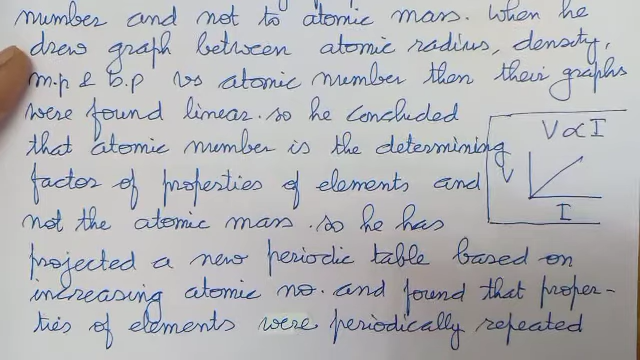 number and not to atomic mass. When he
drew graph between atomic radius, density,
m.p & b.p vs atomic number then their graphs
were found linear. so he concluded
that atomic number is the determining
factor of properties of elements and
not the atomic mass. so he has
projected a new periodic table based on
increasing atomic no. and found that proper-
ties of elements were periodically repeated
V∝I
V
I